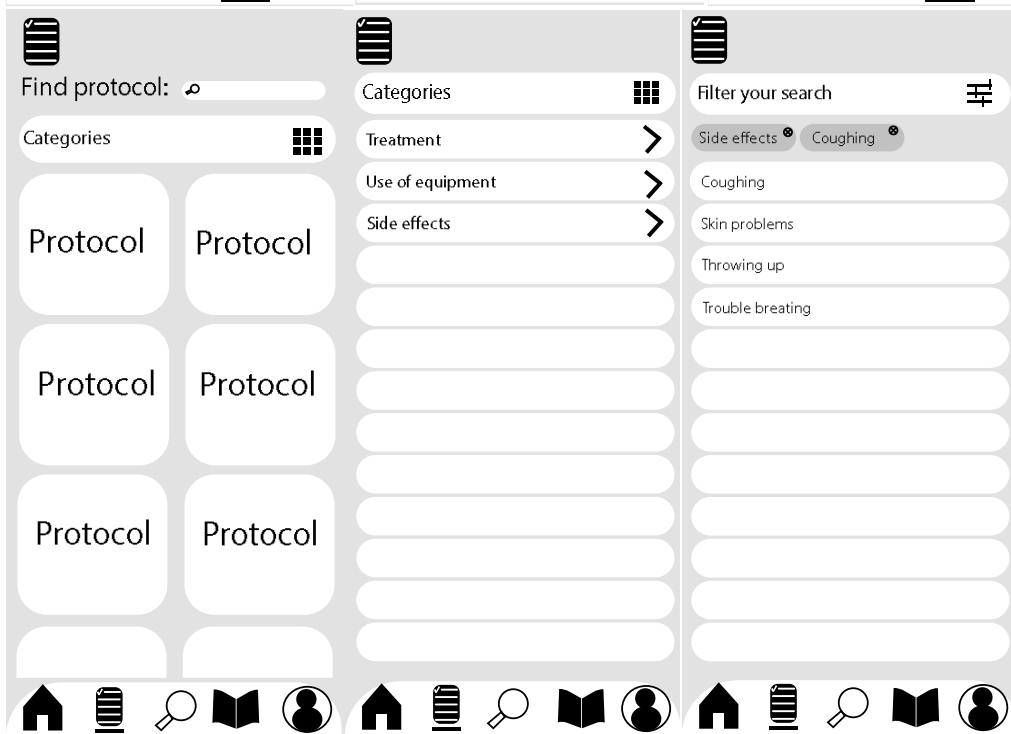 Find protocol:
Categories
Protocol
Protocol
Protocol
Protocol
Protocol
Protocol
Categories
Treatment
Use of equipment
Side effects
Filter your search
Side effects
Coughing
Coughing
Skin problems
Throwing up
Trouble breating